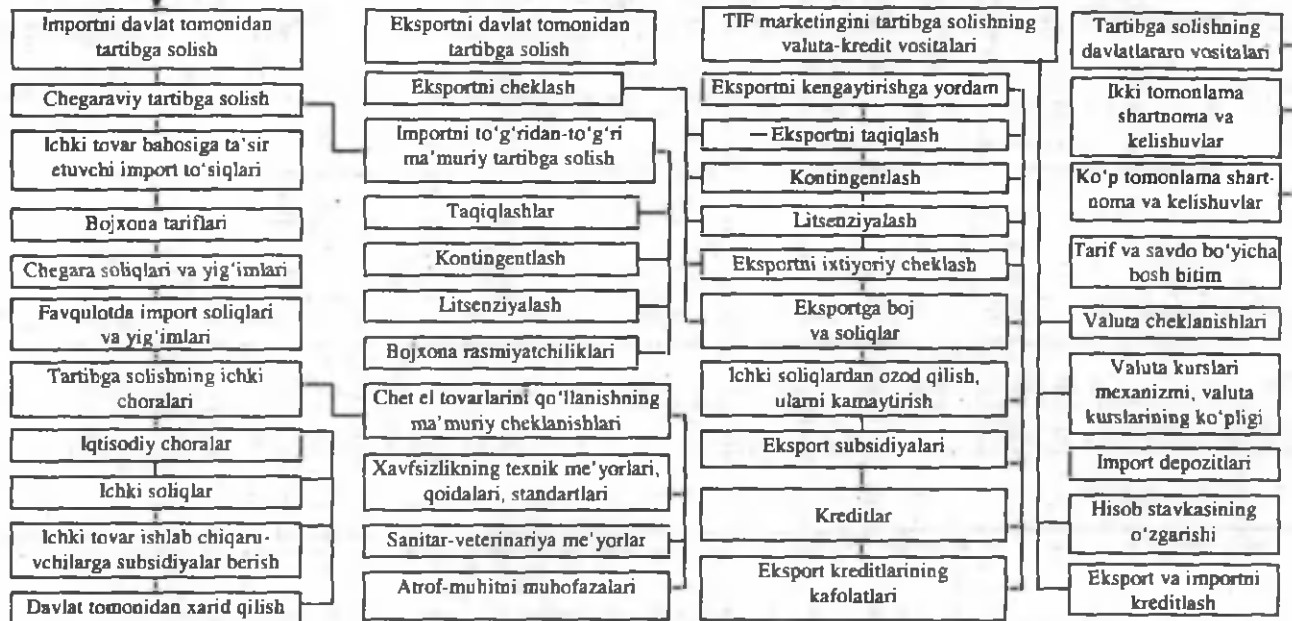 Importni davlat tomonidan
tartibga solish
Chegaraviy tartibga solish
Ichki tovar bahosiga ta'sir
etuvchi import to'siqlari
Bojxona tariflari
Chegara soliqlari va yig'imlari
Favqulotda import soliqlari
va yig'imlari
Tartibga solishning ichki
choralari
Iqtisodiy choralar
Ichki soliqlar
Ichki tovar ishlab chiqaru-
vchilarga subsidiyalar berish
Davlat tomonidan xarid qilish
Eksportni davlat tomonidan
tartibga solish
Eksportni cheklash
Importni to'g'ridan-to'g'ri
ma'muriy tartibga solish
Taqiqlashlar
Kontingentlash
Litsenziyalash
Bojxona rasmiyatchiliklari
Chet el tovarlarini qo'llanishning
ma'muriy cheklanishlari
Xavfsizlikning texnik me'yorlari,
qoidalari, standartlari
Sanitar-veterinariya me'yorlar
Atrof-muhitni muhofazalari
TIF marketingini tartibga solishning
valuta-kredit vositalari
Eksportni kengaytirishga yordam
— Eksportni taqiqlash
Kontingentlash
Litsenziyalash
Eksportni ixtiyoriy cheklash
Eksportga boj
va soliqlar
Ichki soliqlardan ozod qilish,
ularni kamaytirish
Eksport subsidiyalari
Kreditlar
Eksport kreditlarining
kafolatlari
Tartibga solishning
davlatlararo vositalari
Ikki tomonlama
shartnoma va
kelishuvlar
Ko'p tomonlama shart-
noma va kelishuvlar
Tarif va savdo bo'yicha
bosh bitim
Valuta cheklanishlari
Valuta kurslari
mexanizmi, valuta
kurslarining ko'pligi
Import depozitlari
Hisob stavkasining
o'zgarishi
Eksport va importni
kreditlash